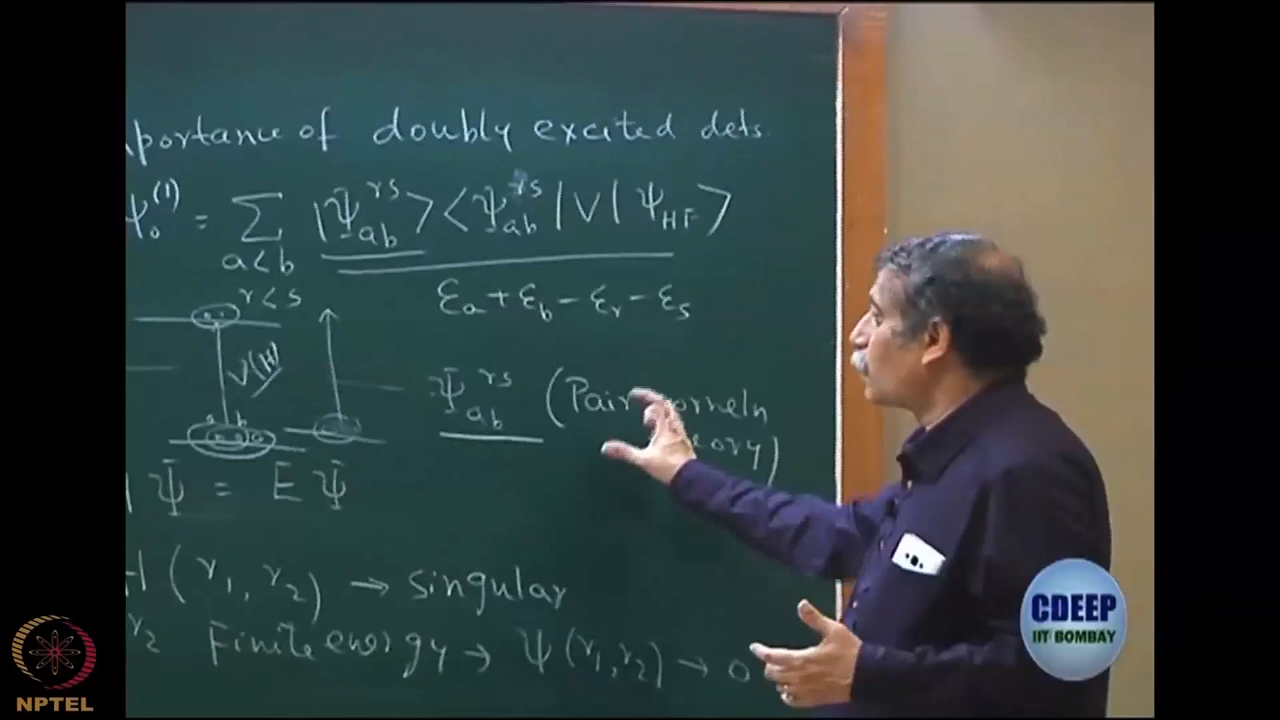 portance of doubly excited dets.
Ψ₀⁽¹⁾ = Σ |Ψ_ab^rs> <Ψ_ab^rs | V | Ψ_HF>
a<b
r<s
ε_a + ε_b − ε_r − ε_s
V(H)
a b
Ψ_ab^rs (Pair correln
eory)
Ψ = E Ψ
H (r₁, r₂) → singular
r₂ Finite energy → Ψ(r₁, r₂) → 0
NPTEL
CDEEP
IIT BOMBAY